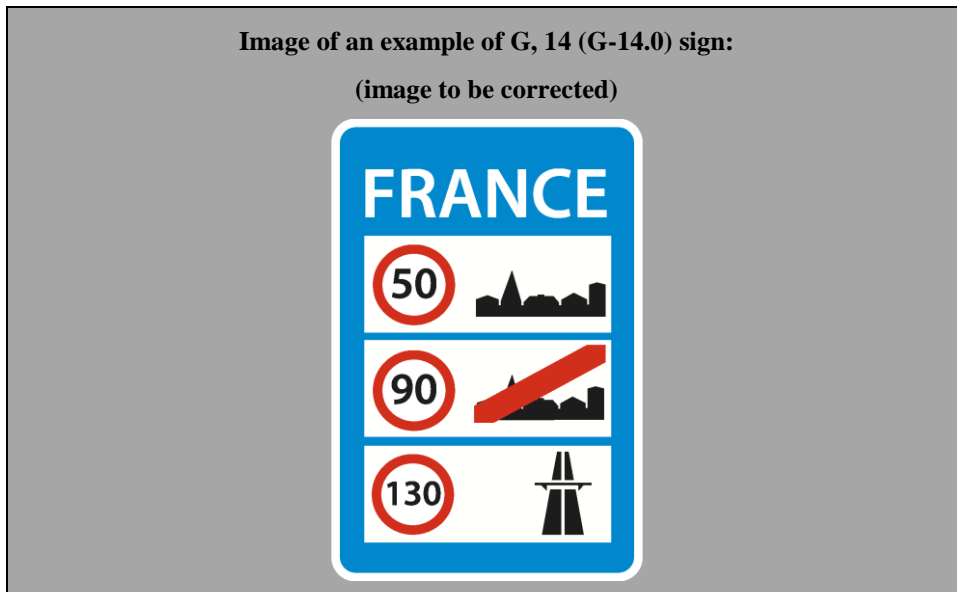 Image of an example of G, 14 (G-14.0) sign:
(image to be corrected)
FRANCE
50
90
130